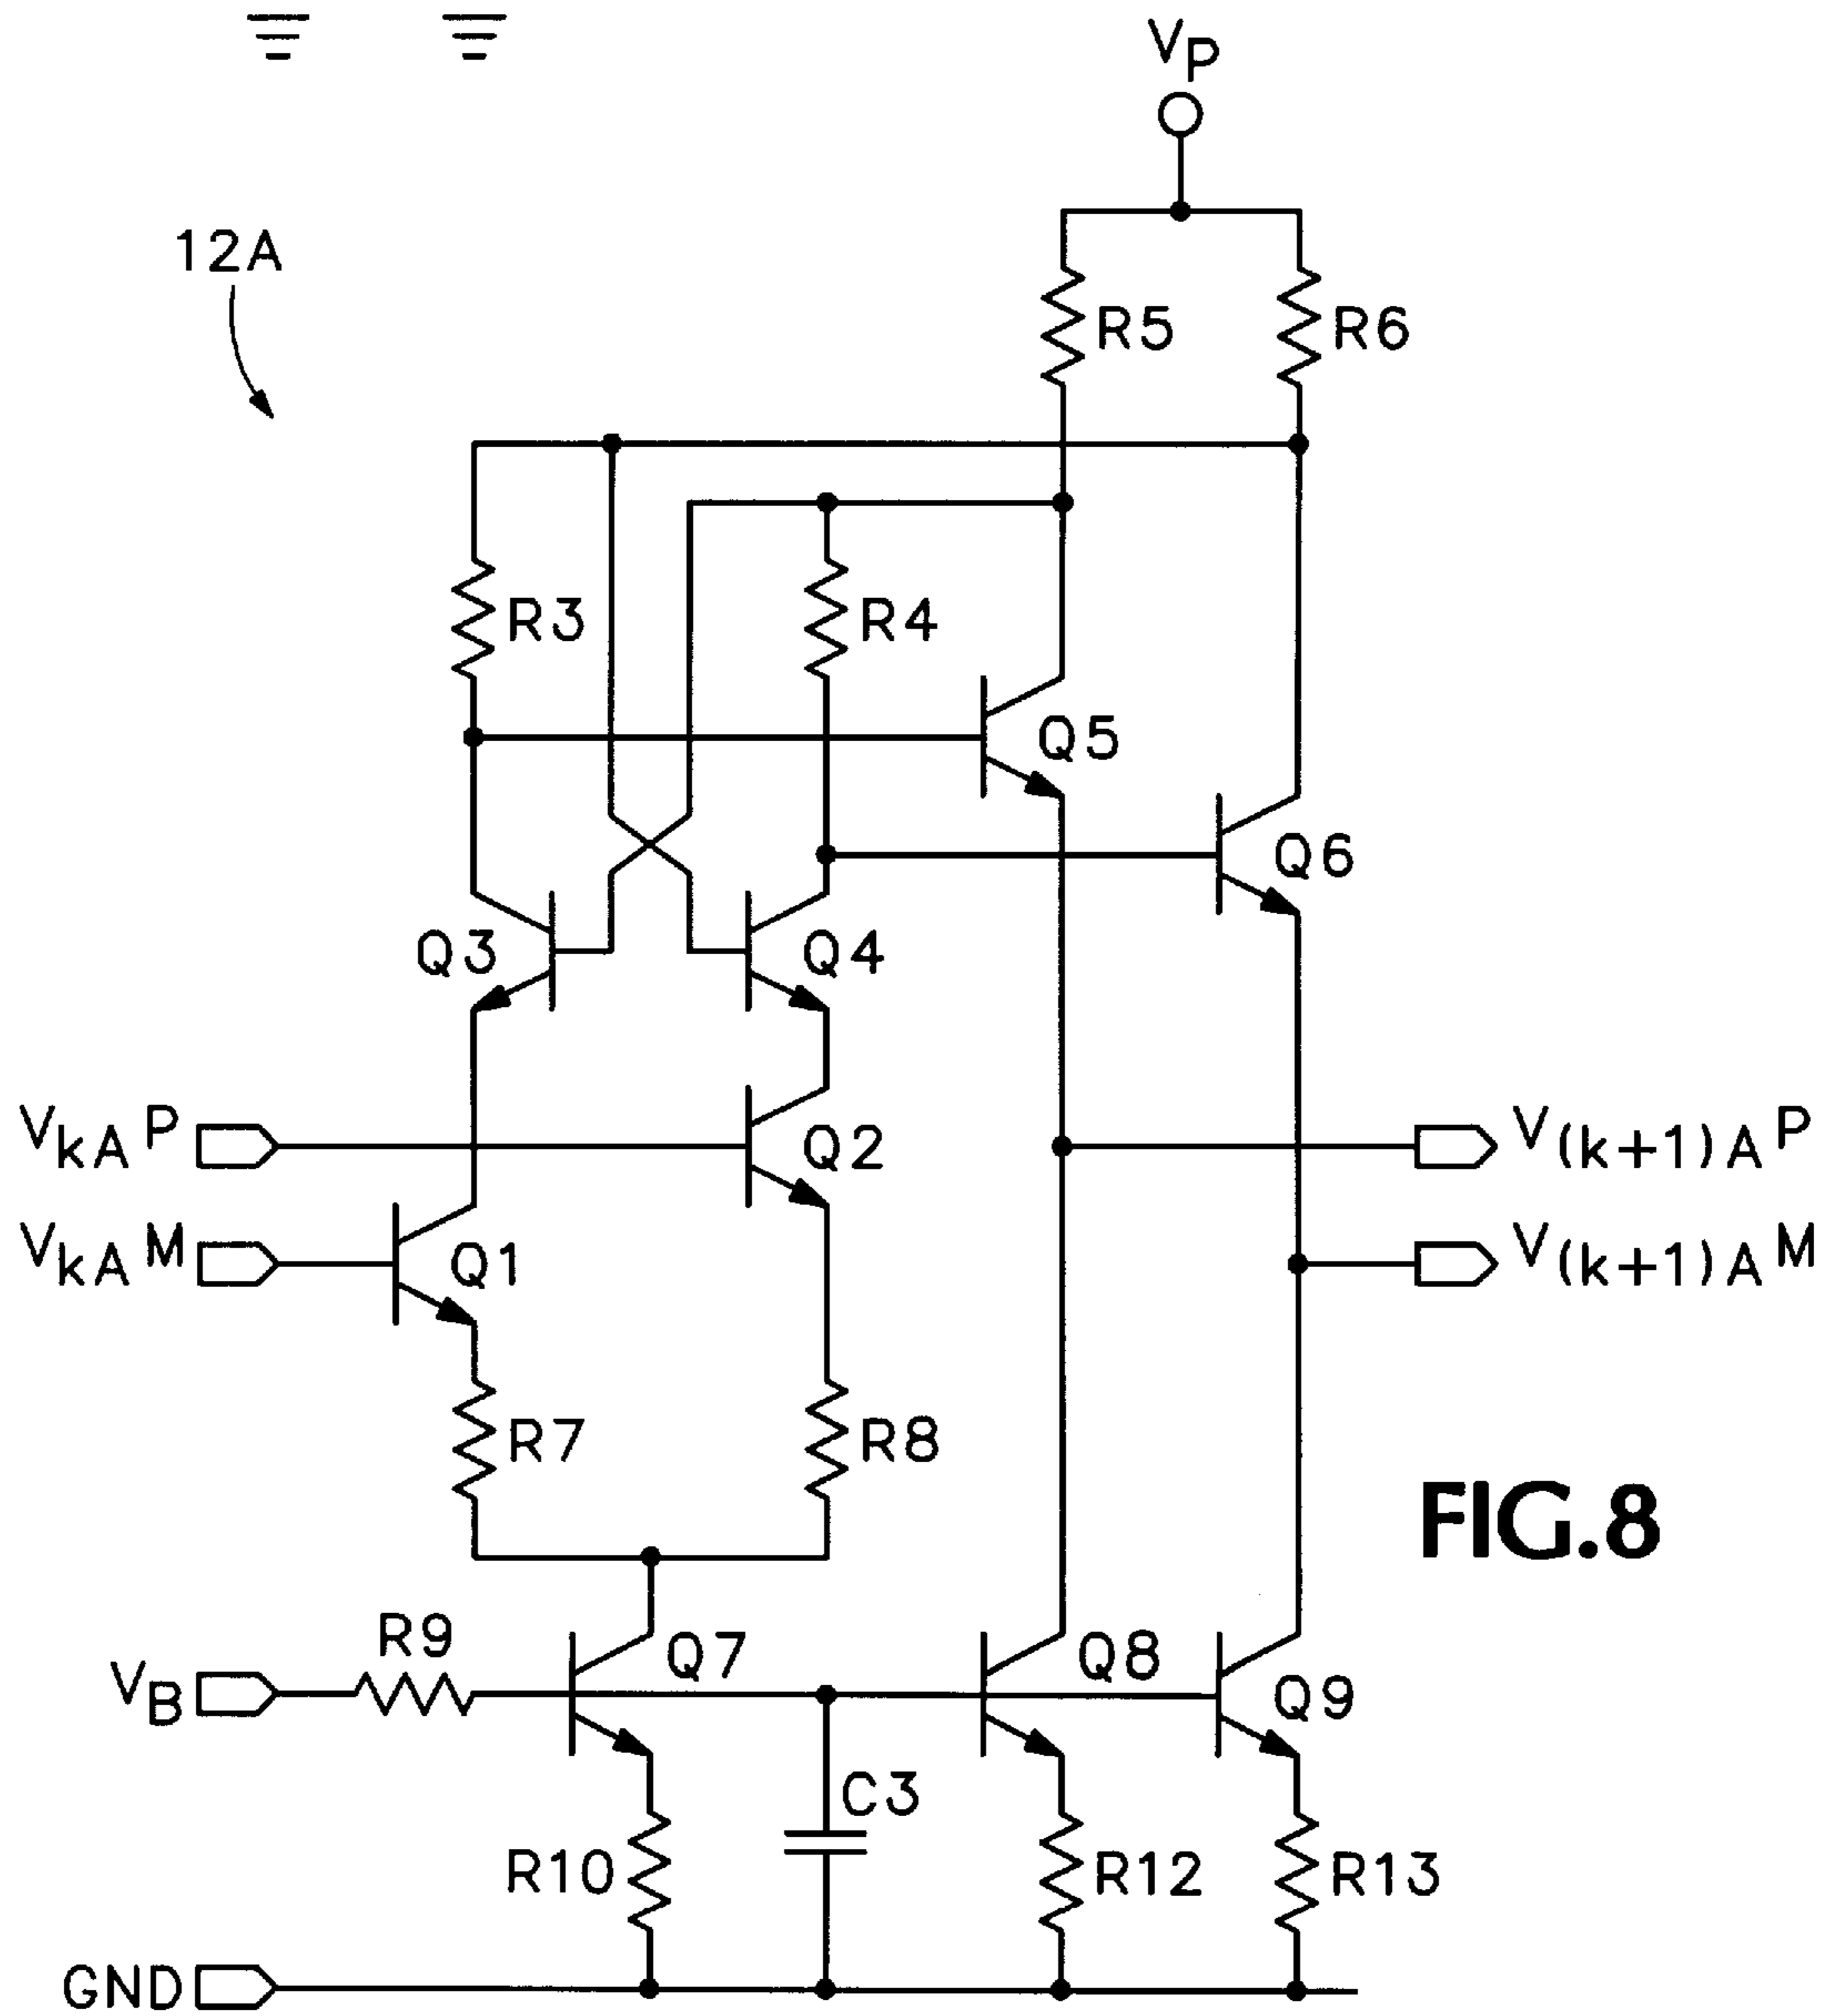 VP
12A
R5 R6
R3 R4
Q5
Q6
Q3 Q4
VkAP Q2 V(k+1)AP
VkAM Q1 V(k+1)AM
R7 R8
FIG.8
R9 Q7 Q8
VB Q9
C3
R10 R12 R13
GND